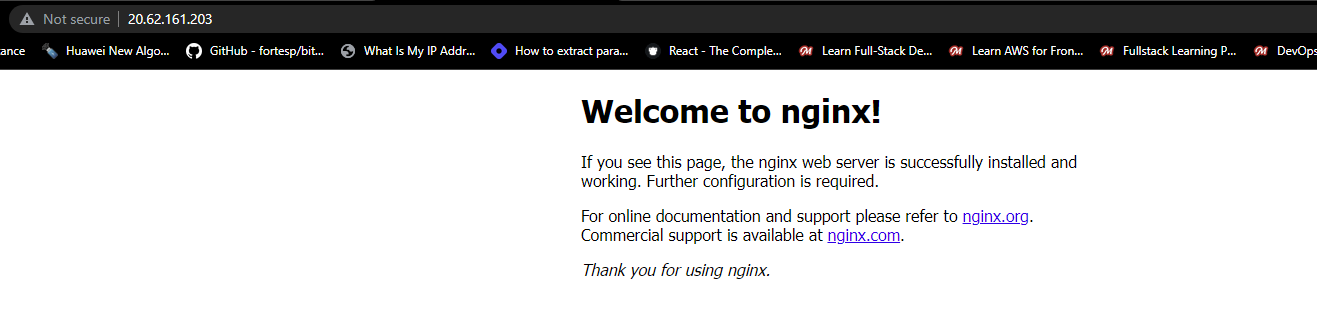 Not secure 20.62.161.203
tance Huawei New Algo... GitHub - fortesp/bit... What Is My IP Addr... How to extract para... React - The Comple... Learn Full-Stack De... Learn AWS for Fron... Fullstack Learning P... DevOps
Welcome to nginx!
If you see this page, the nginx web server is successfully installed and
working. Further configuration is required.
For online documentation and support please refer to nginx.org.
Commercial support is available at nginx.com.
Thank you for using nginx.